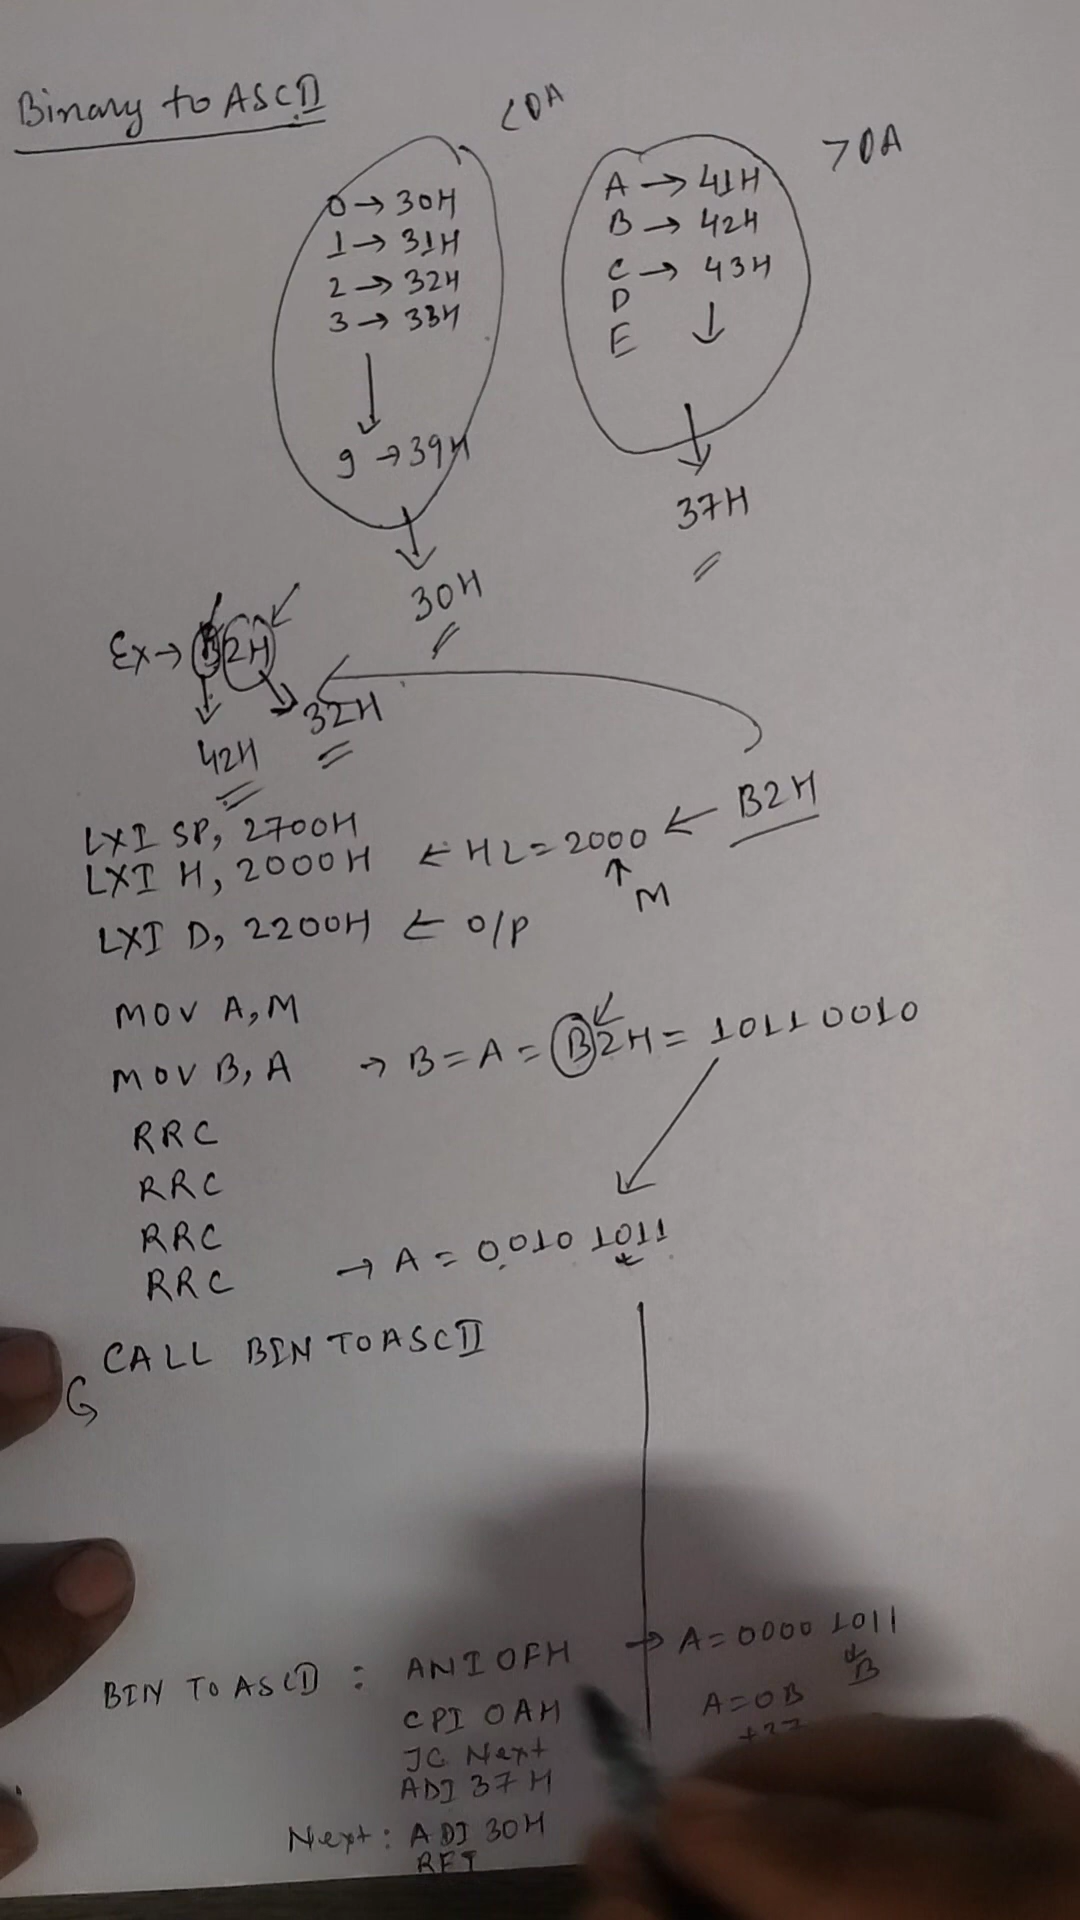 Binary to ASCII
<0A
0 → 30H
1 → 31H
2 → 32H
3 → 33H
9 → 39H
30H
>0A
A → 41H
B → 42H
C → 43H
D
E
37H
Ex → B2H
42H
32H
LXI SP, 2700H
LXI H, 2000H ← HL = 2000 ← B2H
M
LXI D, 2200H ← O/P
MOV A, M
MOV B, A → B = A = B2H = 1011 0010
RRC
RRC
RRC
RRC → A = 0010 1011
CALL BIN TO ASCII
BIN TO ASCII : ANI 0FH → A = 0000 1011
B
CPI 0AH A = 0B
JC Next
ADI 37H
Next : ADI 30H
RET